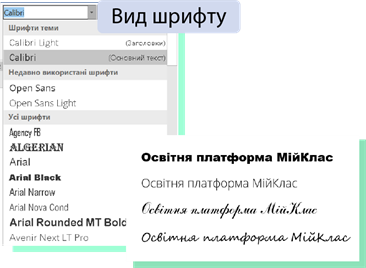 Calibri
Вид шрифту
Шрифти теми
Calibri Light (Заголовки)
Calibri (Основний текст)
Недавно використані шрифти
Open Sans
Open Sans Light
Усі шрифти
Agency FB
ALGERIAN
Arial
Arial Black
Arial Narrow
Arial Nova Cond
Arial Rounded MT Bold
Avenir Next LT Pro
Освітня платформа МійКлас
Освітня платформа МійКлас
Освітня платформа МійКлас
Освітня платформа МійКлас